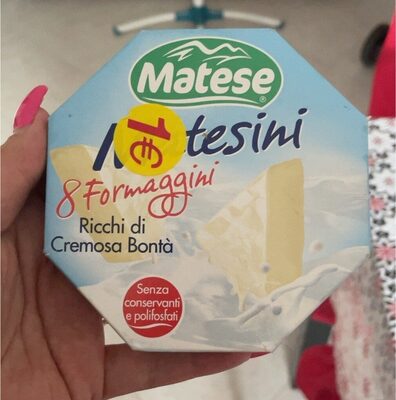 Matese
®
M tesini
1€
8 Formaggini
Ricchi di
Cremosa Bontà
Senza
conservanti
e polifosfati